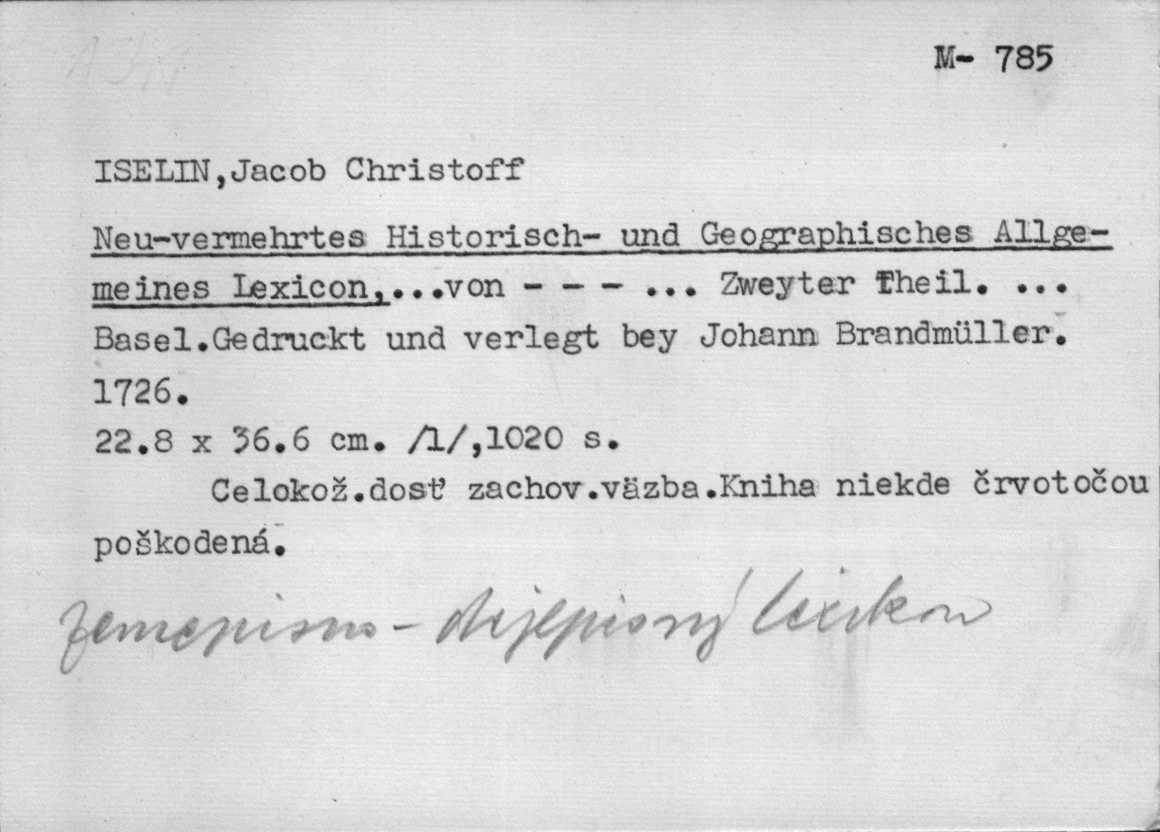 M- 785
ISELIN,Jacob Christoff
Neu-vermehrtes Historisch- und Geographisches Allge-
meines Lexicon,...von - - - ... Zweyter Theil. ...
Basel.Gedruckt und verlegt bey Johann Brandmüller.
1726.
22.8 x 36.6 cm. /1/,1020 s.
Celokož.dosť zachov.väzba.Kniha niekde črvotočou
poškodená.
zemepisno - dejepisný lexikon